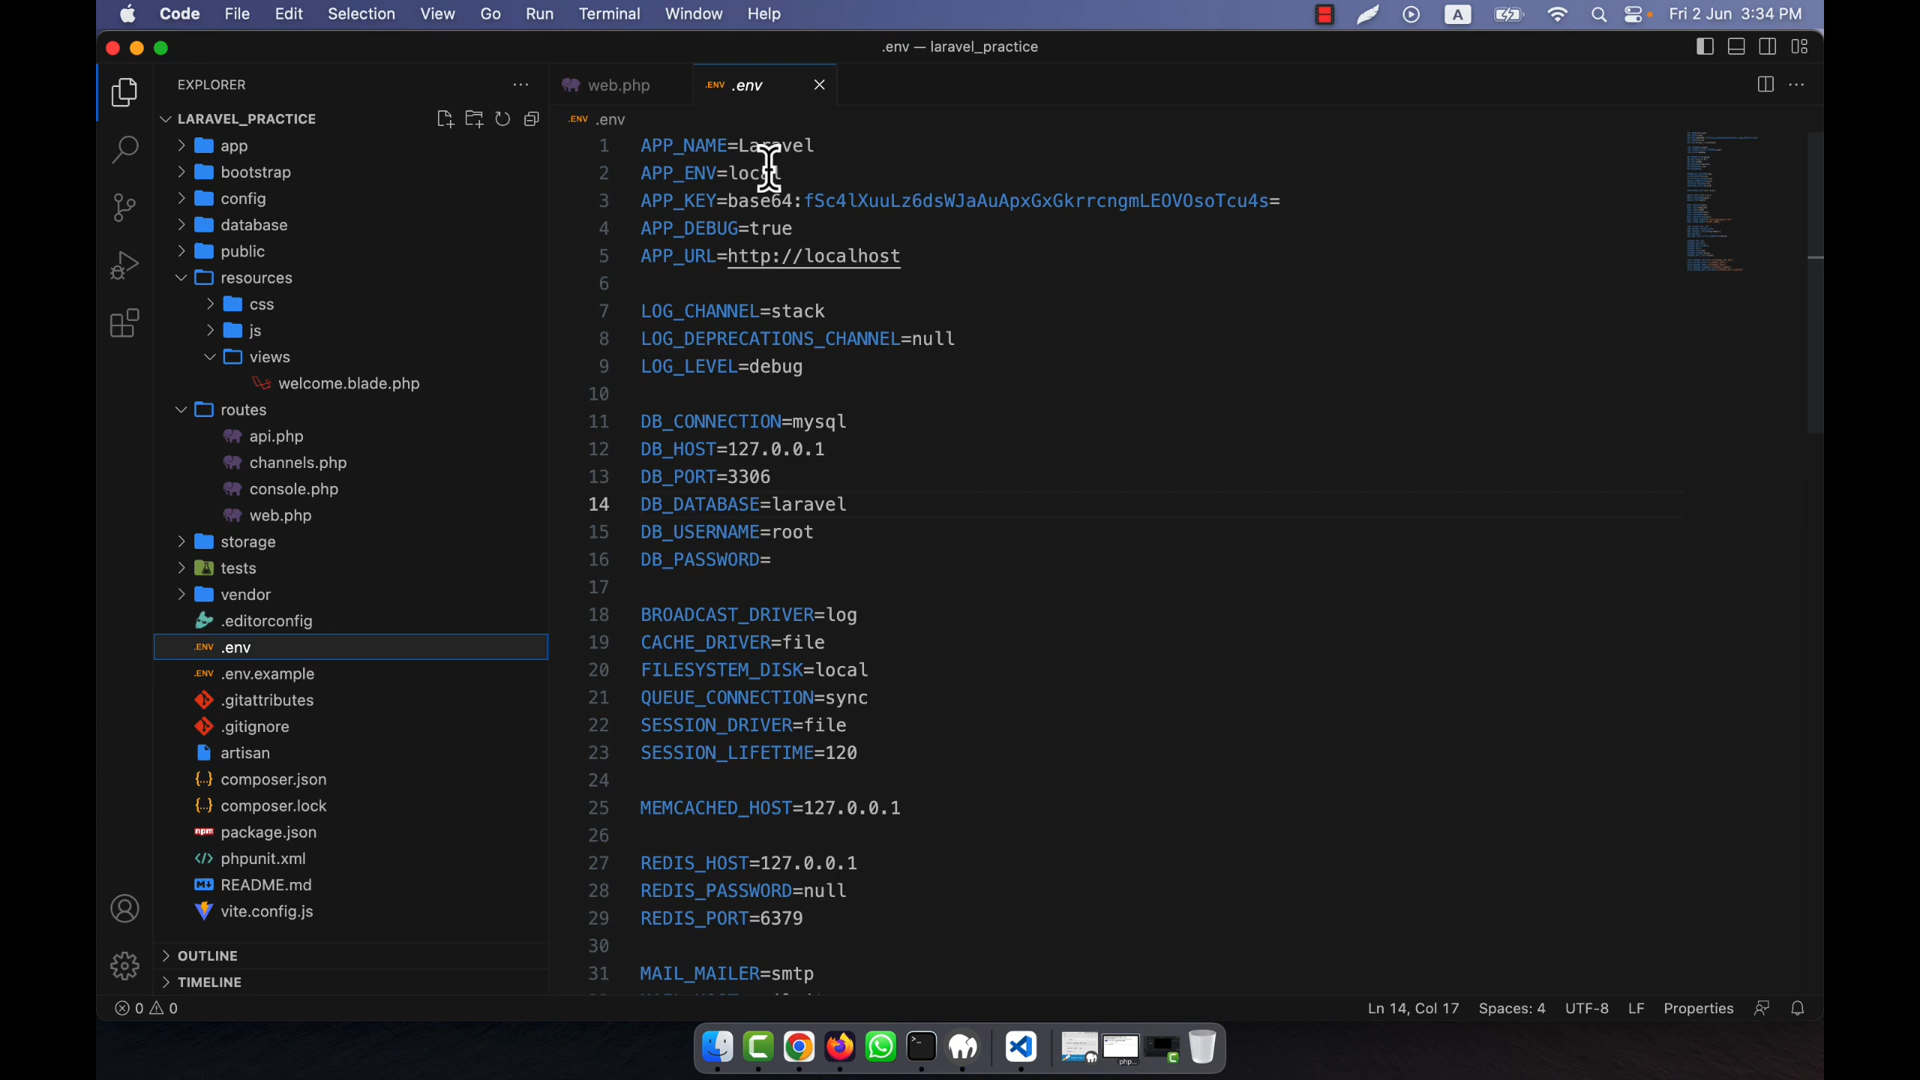 Code File Edit Selection View Go Run Terminal Window Help
A
Fri 2 Jun 3:34 PM
.env — laravel_practice
EXPLORER
LARAVEL_PRACTICE
app
bootstrap
config
database
public
resources
css
js
views
welcome.blade.php
routes
api.php
channels.php
console.php
web.php
storage
tests
vendor
.editorconfig
.ENV .env
.ENV .env.example
.gitattributes
.gitignore
artisan
{..} composer.json
{..} composer.lock
npm package.json
phpunit.xml
README.md
vite.config.js
OUTLINE
TIMELINE
web.php
.ENV .env
.ENV .env
1 APP_NAME=Laravel
2 APP_ENV=local
3 APP_KEY=base64:fSc4lXuuLz6dsWJaAuApxGxGkrrcngmLEOVOsoTcu4s=
4 APP_DEBUG=true
5 APP_URL=http://localhost
6
7 LOG_CHANNEL=stack
8 LOG_DEPRECATIONS_CHANNEL=null
9 LOG_LEVEL=debug
10
11 DB_CONNECTION=mysql
12 DB_HOST=127.0.0.1
13 DB_PORT=3306
14 DB_DATABASE=laravel
15 DB_USERNAME=root
16 DB_PASSWORD=
17
18 BROADCAST_DRIVER=log
19 CACHE_DRIVER=file
20 FILESYSTEM_DISK=local
21 QUEUE_CONNECTION=sync
22 SESSION_DRIVER=file
23 SESSION_LIFETIME=120
24
25 MEMCACHED_HOST=127.0.0.1
26
27 REDIS_HOST=127.0.0.1
28 REDIS_PASSWORD=null
29 REDIS_PORT=6379
30
31 MAIL_MAILER=smtp
0 0
Ln 14, Col 17 Spaces: 4 UTF-8 LF Properties